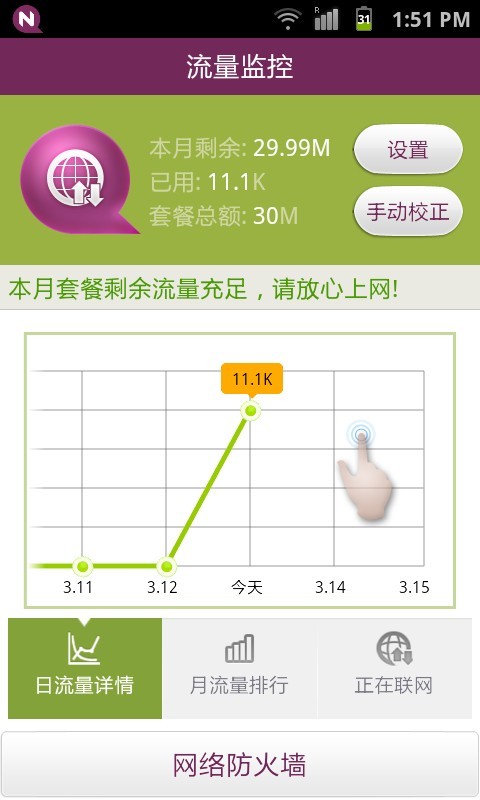 N
R
31
1:51 PM
流量监控
本月剩余: 29.99M
已用: 11.1K
套餐总额: 30M
设置
手动校正
本月套餐剩余流量充足，请放心上网!
11.1K
3.11 3.12 今天 3.14 3.15
日流量详情 月流量排行 正在联网
网络防火墙